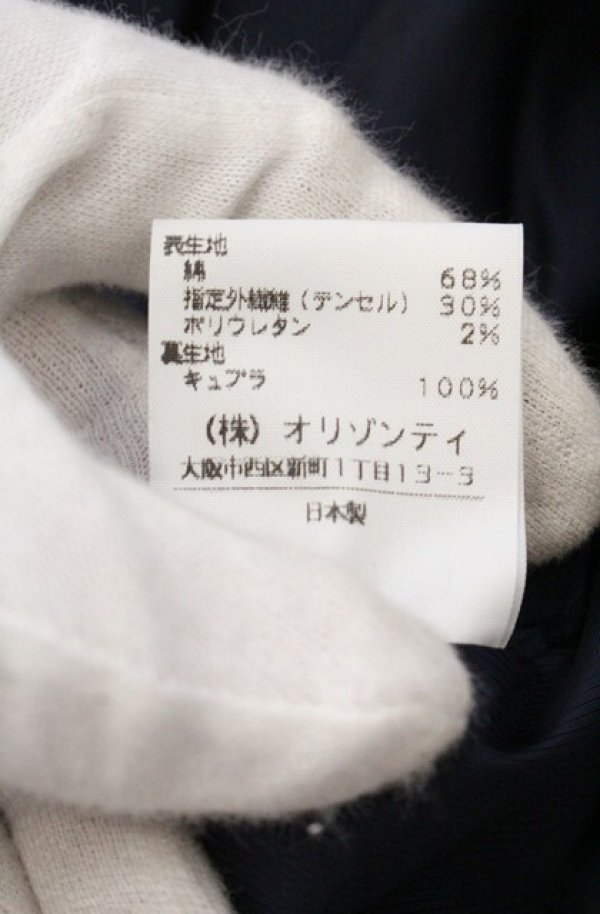 表生地
綿 68%
指定外繊維（テンセル） 30%
ポリウレタン 2%
裏生地
キュプラ 100%
（株）オリゾンティ
大阪市西区新町1丁目13-3
日本製